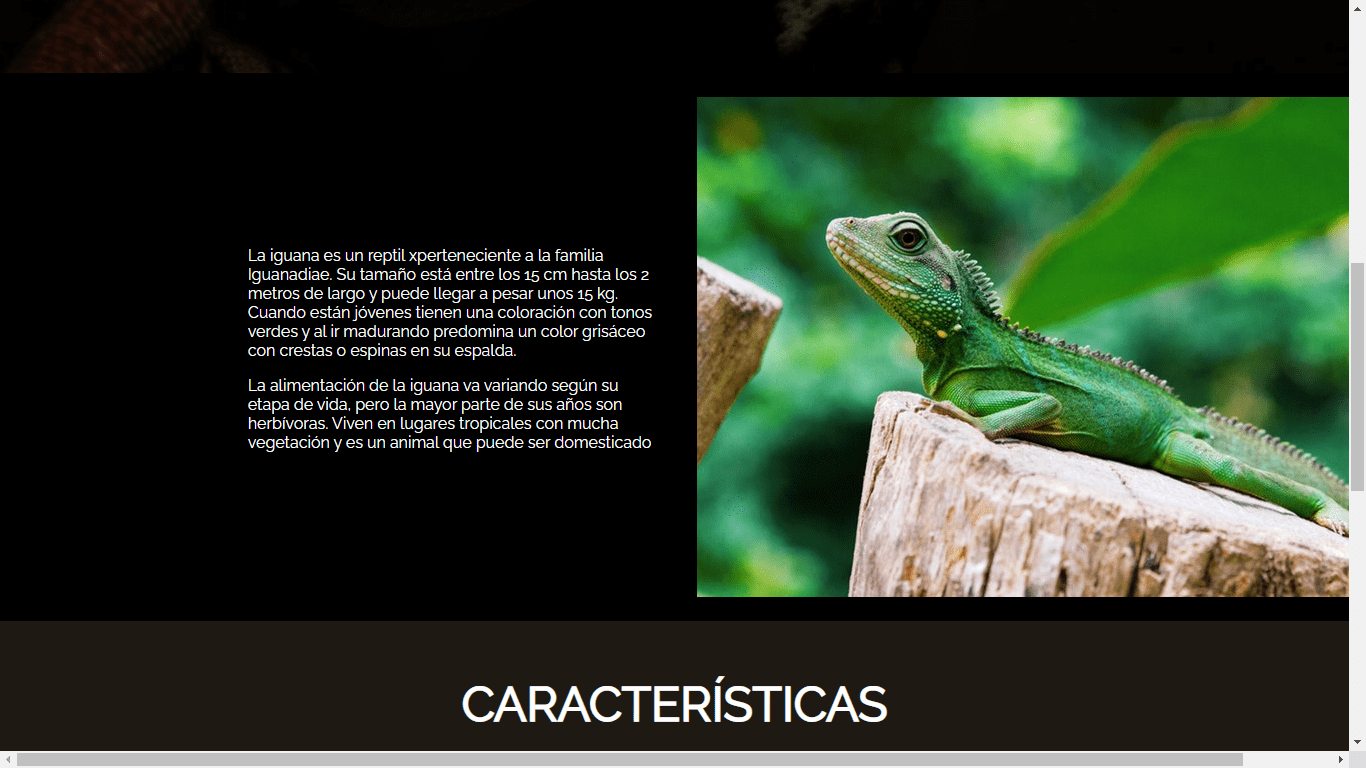 La iguana es un reptil xperteneciente a la familia
Iguanadiae. Su tamaño está entre los 15 cm hasta los 2
metros de largo y puede llegar a pesar unos 15 kg.
Cuando están jóvenes tienen una coloración con tonos
verdes y al ir madurando predomina un color grisáceo
con crestas o espinas en su espalda.
La alimentación de la iguana va variando según su
etapa de vida, pero la mayor parte de sus años son
herbívoras. Viven en lugares tropicales con mucha
vegetación y es un animal que puede ser domesticado
CARACTERÍSTICAS